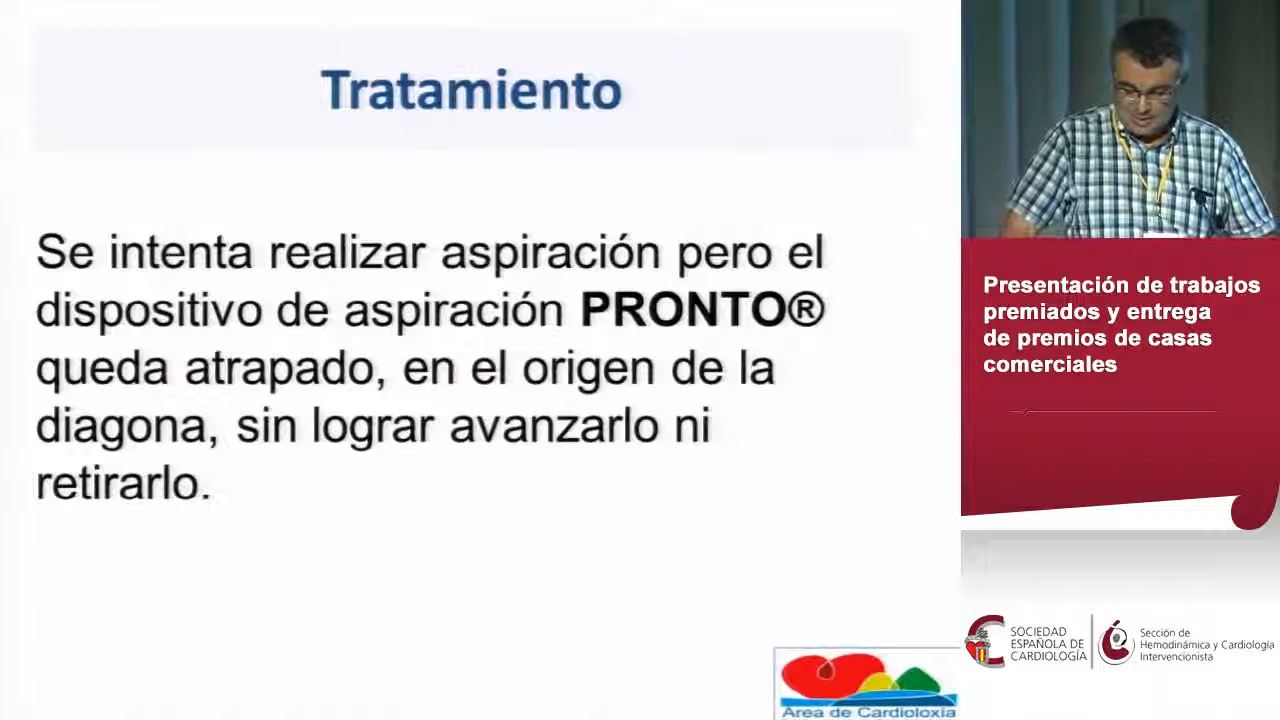 Tratamiento
Se intenta realizar aspiración pero el
dispositivo de aspiración PRONTO®
queda atrapado, en el origen de la
diagona, sin lograr avanzarlo ni
retirarlo.
Area de Cardioloxía
Presentación de trabajos
premiados y entrega
de premios de casas
comerciales
SOCIEDAD
ESPAÑOLA DE
CARDIOLOGÍA
Sección de
Hemodinámica y Cardiología
Intervencionista